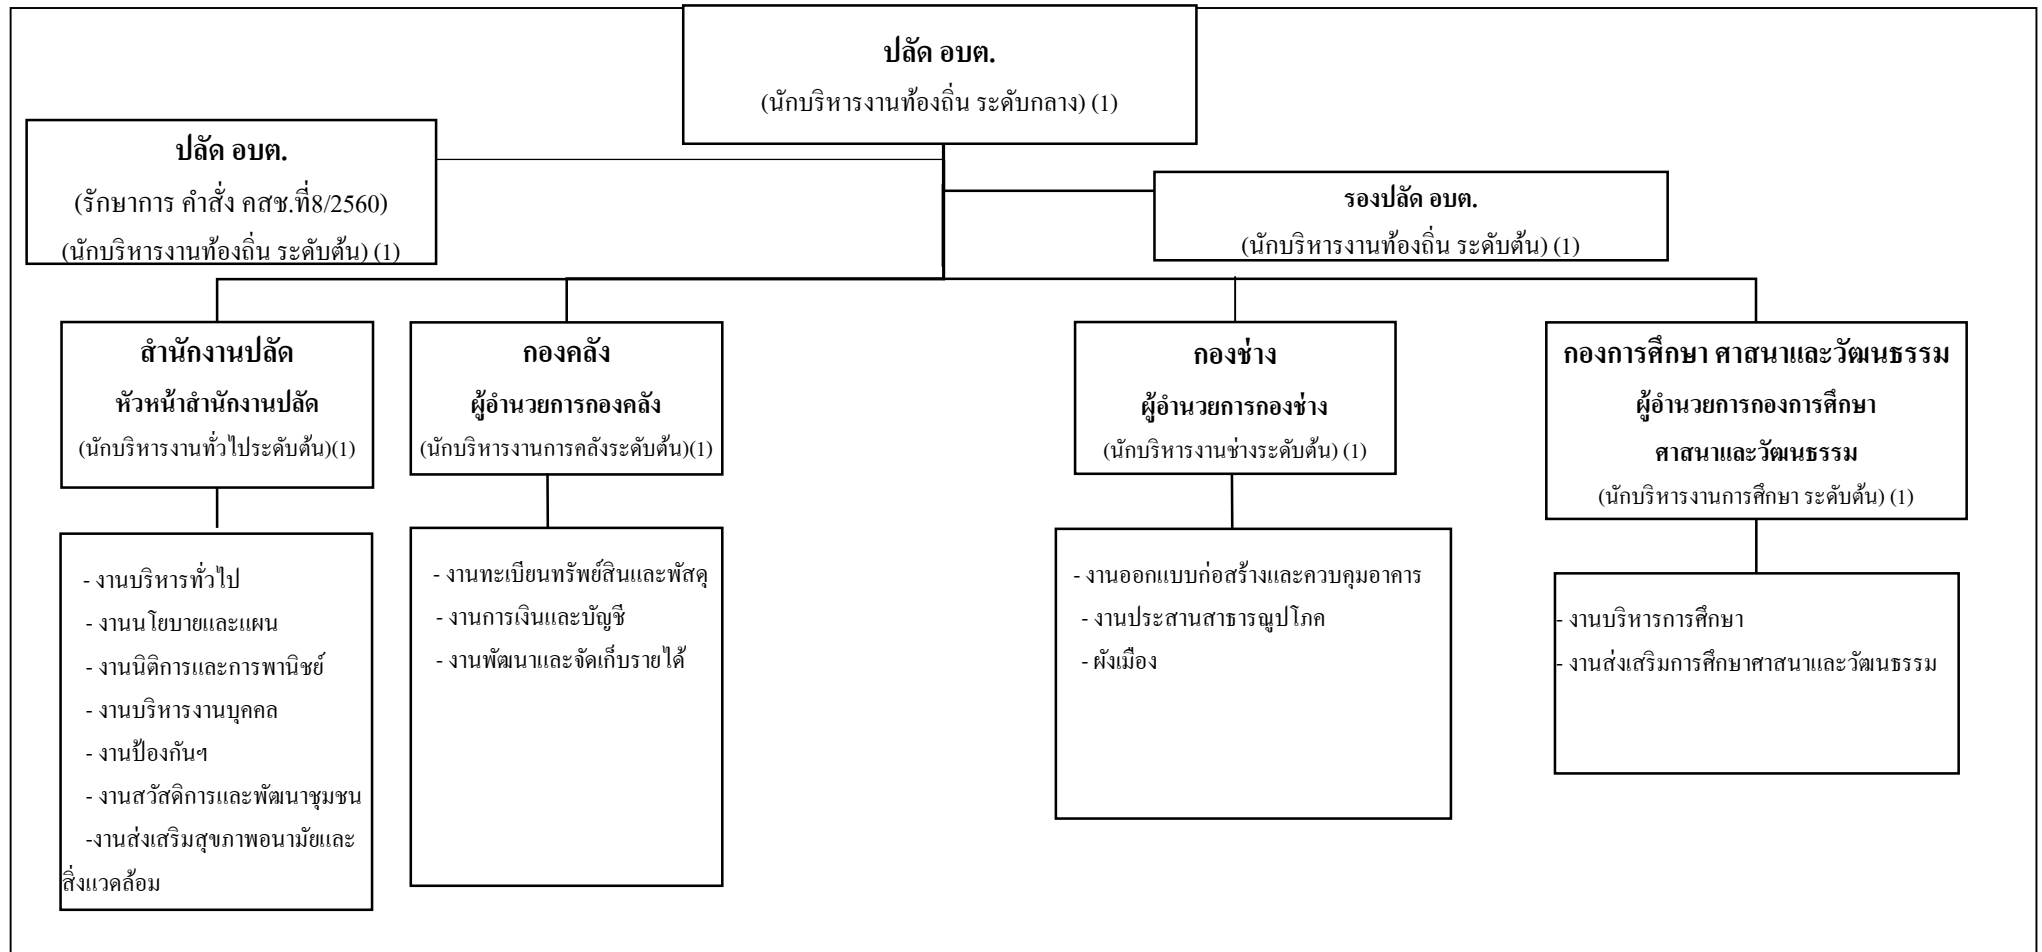 ปลัด อบต.
(นักบริหารงานท้องถิ่น ระดับกลาง) (1)
ปลัด อบต.
(รักษาการ คำสั่ง คสช.ที่8/2560)
(นักบริหารงานท้องถิ่น ระดับต้น) (1)
รองปลัด อบต.
(นักบริหารงานท้องถิ่น ระดับต้น) (1)
สำนักงานปลัด
หัวหน้าสำนักงานปลัด
(นักบริหารงานทั่วไประดับต้น)(1)
กองคลัง
ผู้อำนวยการกองคลัง
(นักบริหารงานการคลังระดับต้น)(1)
กองช่าง
ผู้อำนวยการกองช่าง
(นักบริหารงานช่างระดับต้น) (1)
กองการศึกษา ศาสนาและวัฒนธรรม
ผู้อำนวยการกองการศึกษา
ศาสนาและวัฒนธรรม
(นักบริหารงานการศึกษา ระดับต้น) (1)
- งานบริหารทั่วไป
- งานนโยบายและแผน
- งานนิติการและการพานิชย์
- งานบริหารงานบุคคล
- งานป้องกันฯ
- งานสวัสดิการและพัฒนาชุมชน
-งานส่งเสริมสุขภาพอนามัยและ
สิ่งแวดล้อม
- งานทะเบียนทรัพย์สินและพัสดุ
- งานการเงินและบัญชี
- งานพัฒนาและจัดเก็บรายได้
- งานออกแบบก่อสร้างและควบคุมอาคาร
- งานประสานสาธารณูปโภค
- ผังเมือง
- งานบริหารการศึกษา
- งานส่งเสริมการศึกษาศาสนาและวัฒนธรรม